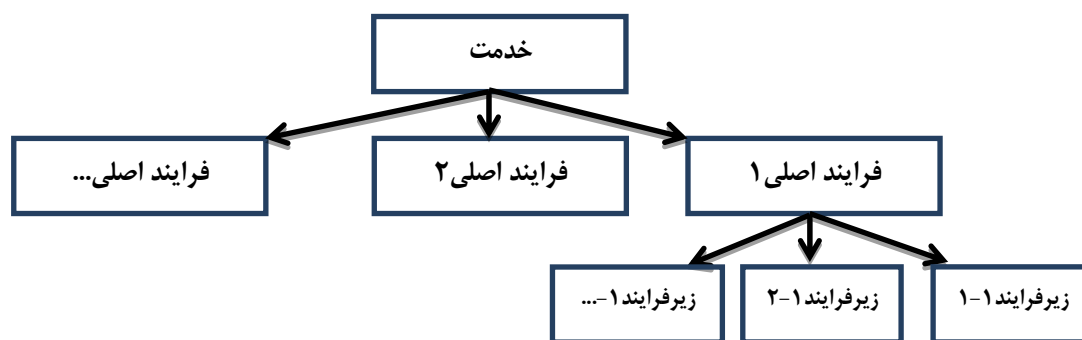 خدمت
فرایند اصلی۱
فرایند اصلی۲
فرایند اصلی...
زیرفرایند۱-۱
زیرفرایند۱-۲
زیرفرایند۱-...